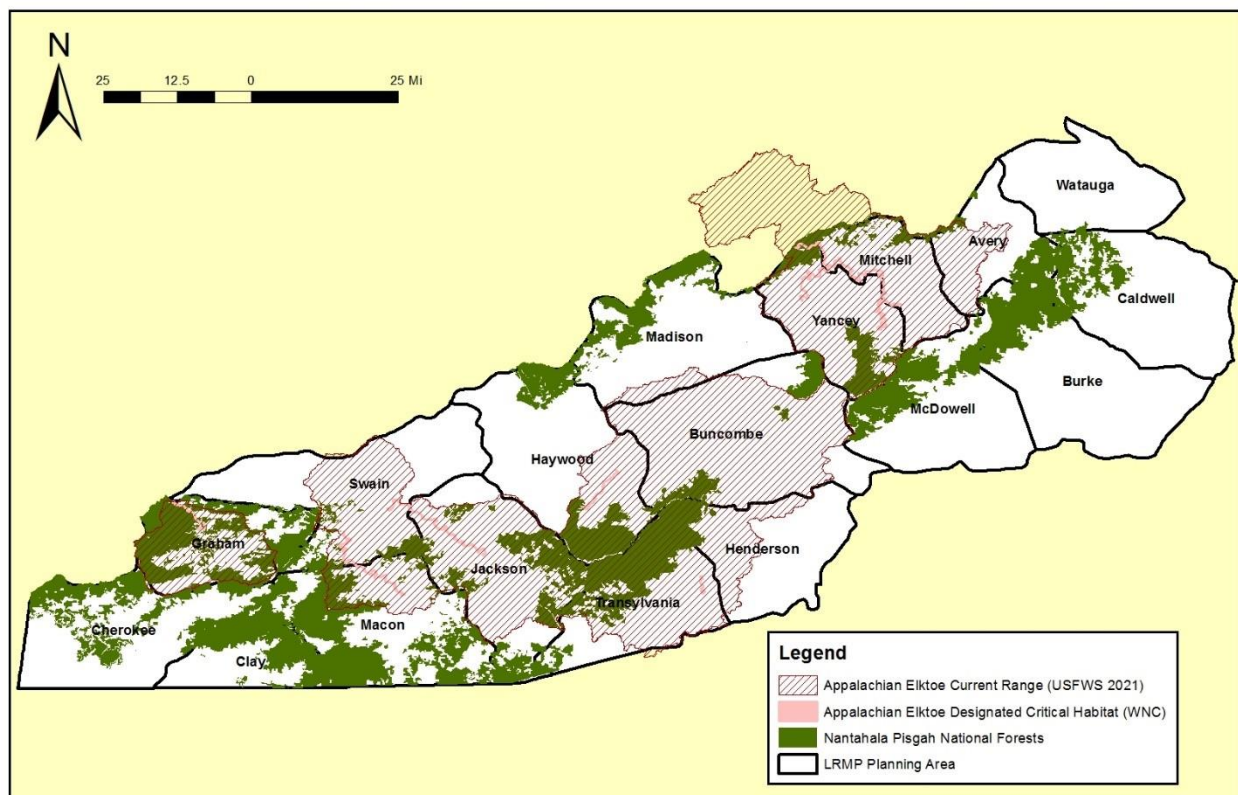 N
25 12.5 0 25 Mi
Watauga
Avery
Mitchell
Caldwell
Yancey
Madison
Burke
McDowell
Buncombe
Haywood
Swain
Graham
Henderson
Jackson
Transylvania
Macon
Cherokee
Clay
Legend
Appalachian Elktoe Current Range (USFWS 2021)
Appalachian Elktoe Designated Critical Habitat (WNC)
Nantahala Pisgah National Forests
LRMP Planning Area